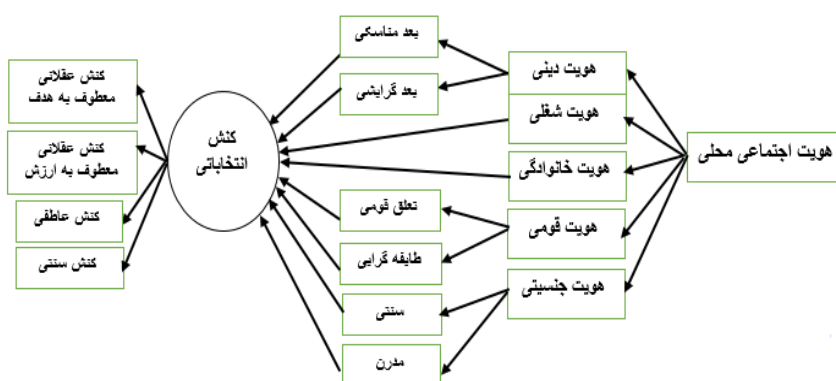 هویت اجتماعی محلی
هویت دینی
هویت شغلی
هویت خانوادگی
هویت قومی
هویت جنسیتی
بعد مناسکی
بعد گرایشی
تعلق قومی
طایفه گرایی
سنتی
مدرن
کنش
انتخاباتی
کنش عقلانی
معطوف به هدف
کنش عقلانی
معطوف به ارزش
کنش عاطفی
کنش سنتی